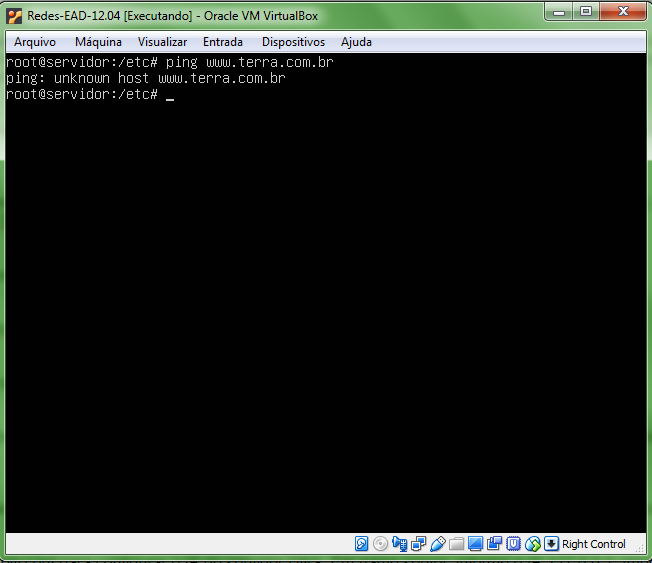 Redes-EAD-12.04 [Executando] - Oracle VM VirtualBox
Arquivo Máquina Visualizar Entrada Dispositivos Ajuda
root@servidor:/etc# ping www.terra.com.br
ping: unknown host www.terra.com.br
root@servidor:/etc# _
Right Control